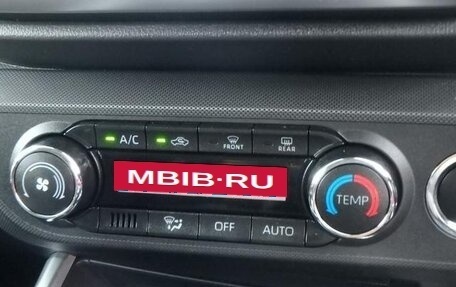 A/C
FRONT
REAR
MBIB·RU
TEMP
OFF
AUTO